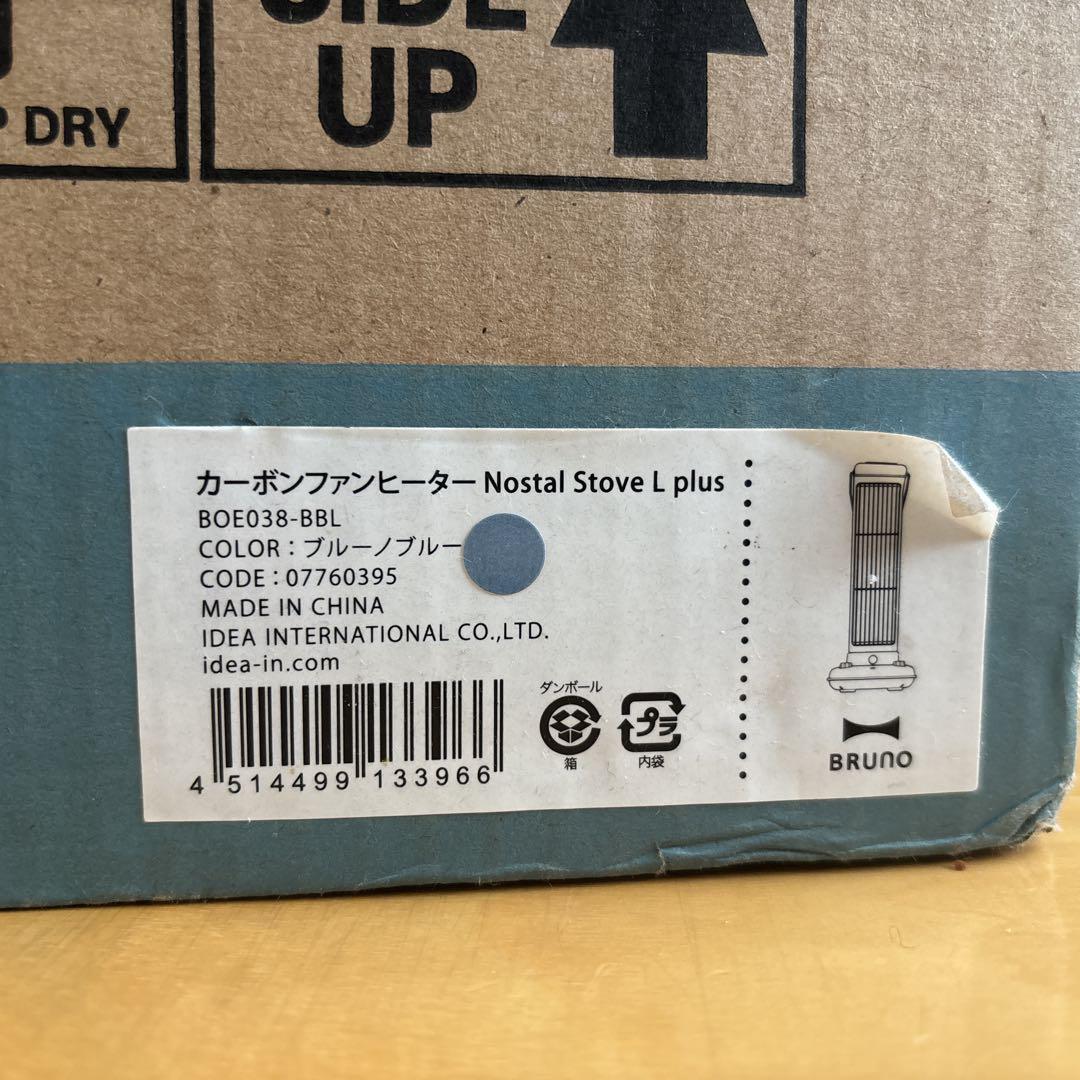 SIDE
UP
DRY
カーボンファンヒーター Nostal Stove L plus
BOE038-BBL
COLOR : ブルーノブルー
CODE : 07760395
MADE IN CHINA
IDEA INTERNATIONAL CO.,LTD.
idea-in.com
4 514499 133966
ダンボール
箱
プラ
内袋
BRUNO